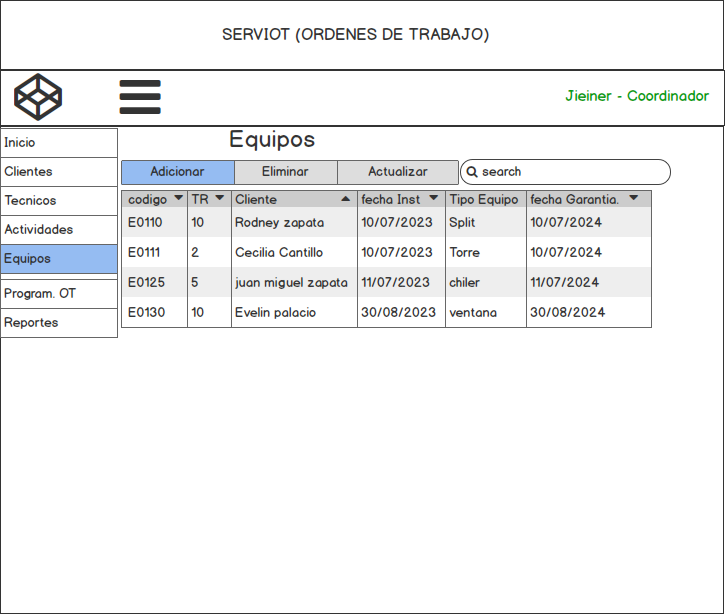 SERVIOT (ORDENES DE TRABAJO)
Jieiner - Coordinador
Inicio
Clientes
Tecnicos
Actividades
Equipos
Program. OT
Reportes
Equipos
Adicionar Eliminar Actualizar search
codigo TR Cliente fecha Inst Tipo Equipo fecha Garantia.
E0110 10 Rodney zapata 10/07/2023 Split 10/07/2024
E0111 2 Cecilia Cantillo 10/07/2023 Torre 10/07/2024
E0125 5 juan miguel zapata 11/07/2023 chiler 11/07/2024
E0130 10 Evelin palacio 30/08/2023 ventana 30/08/2024